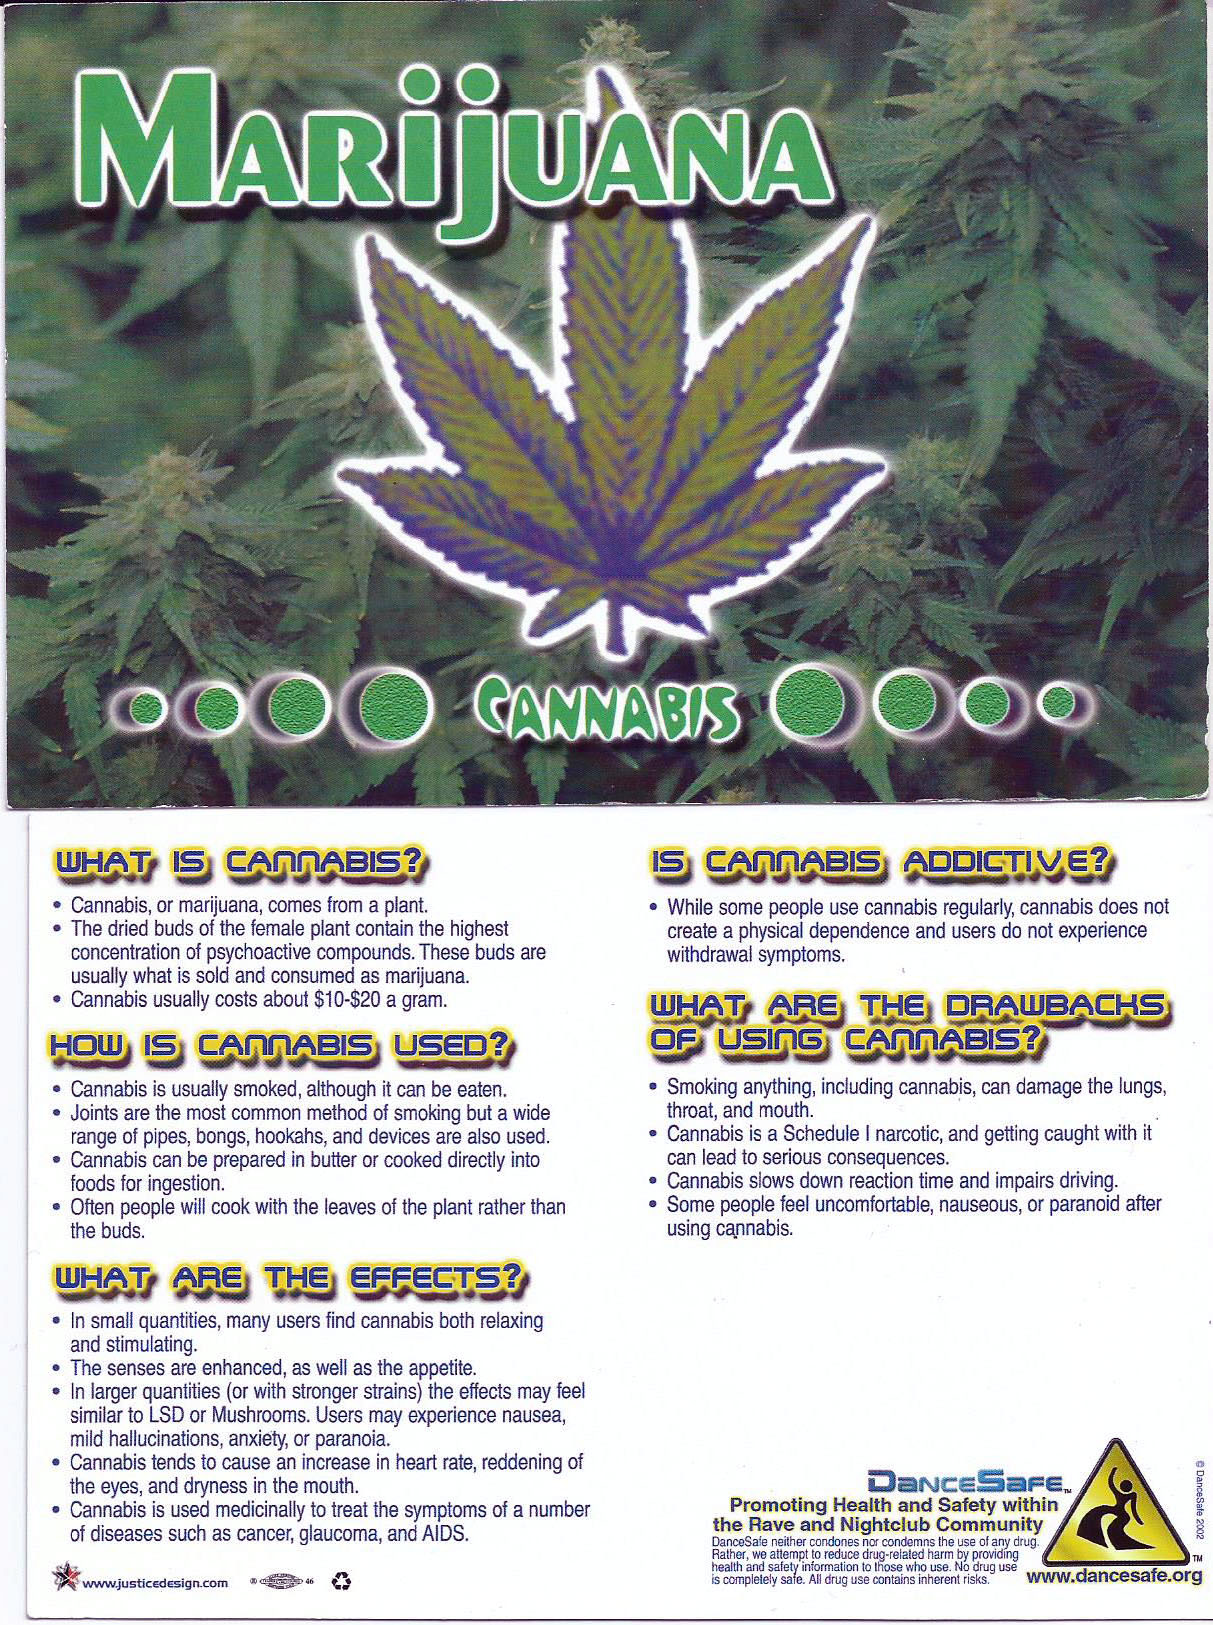 MARIJUANA
CANNABIS
WHAT IS CANNABIS?
• Cannabis, or marijuana, comes from a plant.
• The dried buds of the female plant contain the highest
concentration of psychoactive compounds. These buds are
usually what is sold and consumed as marijuana.
• Cannabis usually costs about $10-$20 a gram.
HOW IS CANNABIS USED?
• Cannabis is usually smoked, although it can be eaten.
• Joints are the most common method of smoking but a wide
range of pipes, bongs, hookahs, and devices are also used.
• Cannabis can be prepared in butter or cooked directly into
foods for ingestion.
• Often people will cook with the leaves of the plant rather than
the buds.
WHAT ARE THE EFFECTS?
• In small quantities, many users find cannabis both relaxing
and stimulating.
• The senses are enhanced, as well as the appetite.
• In larger quantities (or with stronger strains) the effects may feel
similar to LSD or Mushrooms. Users may experience nausea,
mild hallucinations, anxiety, or paranoia.
• Cannabis tends to cause an increase in heart rate, reddening of
the eyes, and dryness in the mouth.
• Cannabis is used medicinally to treat the symptoms of a number
of diseases such as cancer, glaucoma, and AIDS.
www.justicedesign.com
® 46
IS CANNABIS ADDICTIVE?
• While some people use cannabis regularly, cannabis does not
create a physical dependence and users do not experience
withdrawal symptoms.
WHAT ARE THE DRAWBACKS
OF USING CANNABIS?
• Smoking anything, including cannabis, can damage the lungs,
throat, and mouth.
• Cannabis is a Schedule I narcotic, and getting caught with it
can lead to serious consequences.
• Cannabis slows down reaction time and impairs driving.
• Some people feel uncomfortable, nauseous, or paranoid after
using cannabis.
DANCESAFE™
Promoting Health and Safety within
the Rave and Nightclub Community
DanceSafe neither condones nor condemns the use of any drug.
Rather, we attempt to reduce drug-related harm by providing
health and safety information to those who use. No drug use
is completely safe. All drug use contains inherent risks.
TM
www.dancesafe.org
© DanceSafe 2002